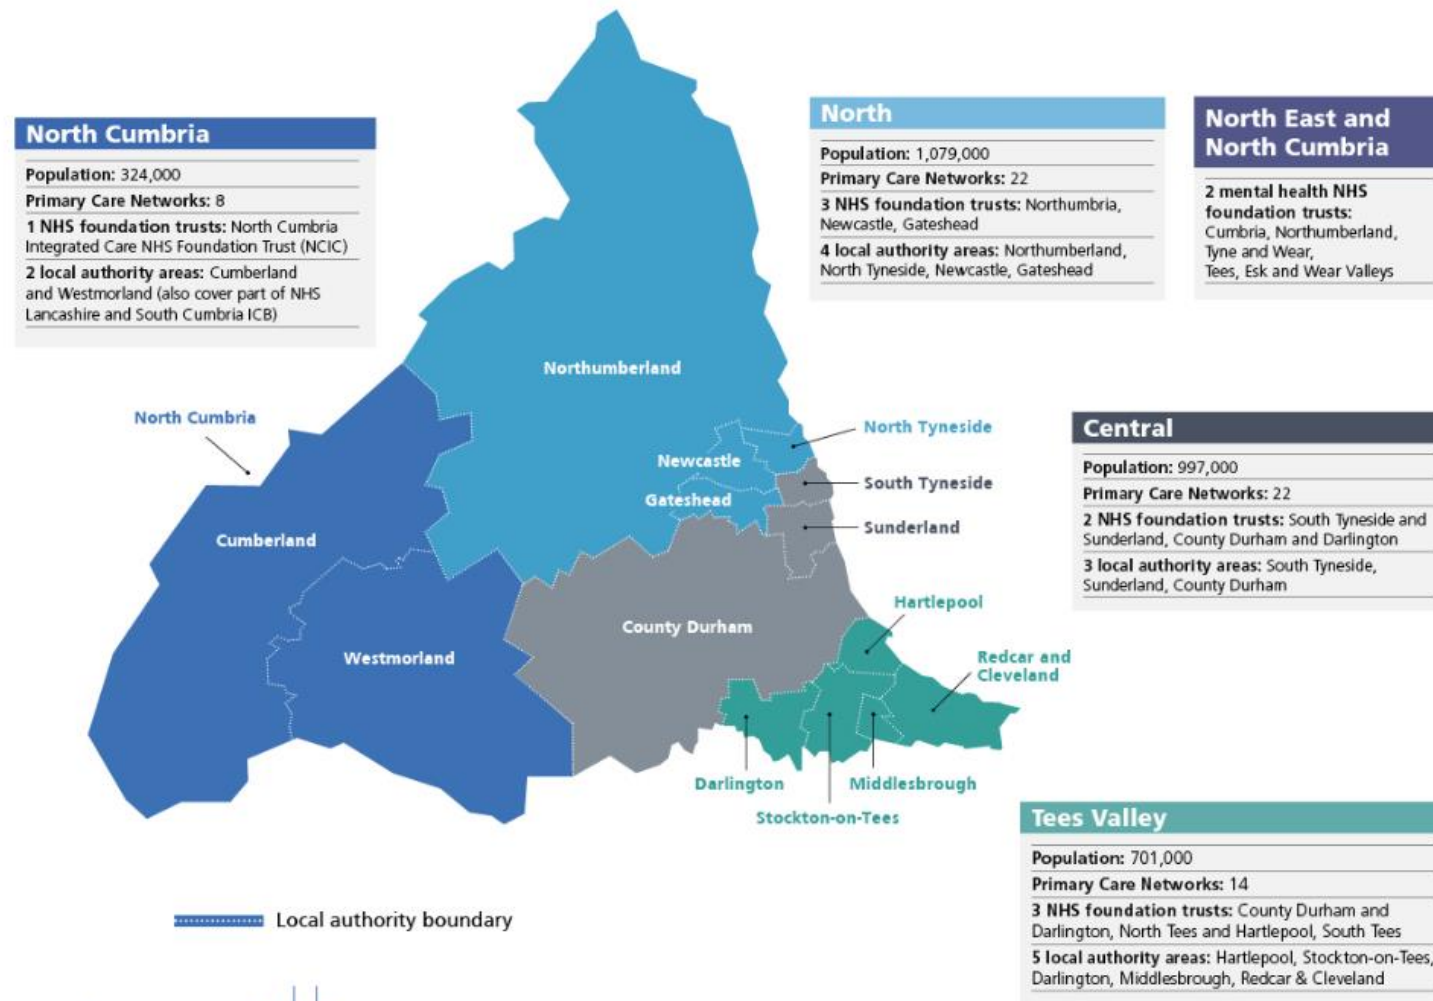 North Cumbria
Population: 324,000
Primary Care Networks: 8
1 NHS foundation trusts: North Cumbria
Integrated Care NHS Foundation Trust (NCIC)
2 local authority areas: Cumberland
and Westmorland (also cover part of NHS
Lancashire and South Cumbria ICB)
North
Population: 1,079,000
Primary Care Networks: 22
3 NHS foundation trusts: Northumbria,
Newcastle, Gateshead
4 local authority areas: Northumberland,
North Tyneside, Newcastle, Gateshead
North East and
North Cumbria
2 mental health NHS
foundation trusts:
Cumbria, Northumberland,
Tyne and Wear,
Tees, Esk and Wear Valleys
Northumberland
North Cumbria
North Tyneside
Newcastle
South Tyneside
Gateshead
Sunderland
Cumberland
Central
Population: 997,000
Primary Care Networks: 22
2 NHS foundation trusts: South Tyneside and
Sunderland, County Durham and Darlington
3 local authority areas: South Tyneside,
Sunderland, County Durham
Hartlepool
County Durham
Westmorland
Redcar and
Cleveland
Darlington
Middlesbrough
Stockton-on-Tees
Tees Valley
Population: 701,000
Primary Care Networks: 14
3 NHS foundation trusts: County Durham and
Darlington, North Tees and Hartlepool, South Tees
5 local authority areas: Hartlepool, Stockton-on-Tees,
Darlington, Middlesbrough, Redcar & Cleveland
Local authority boundary